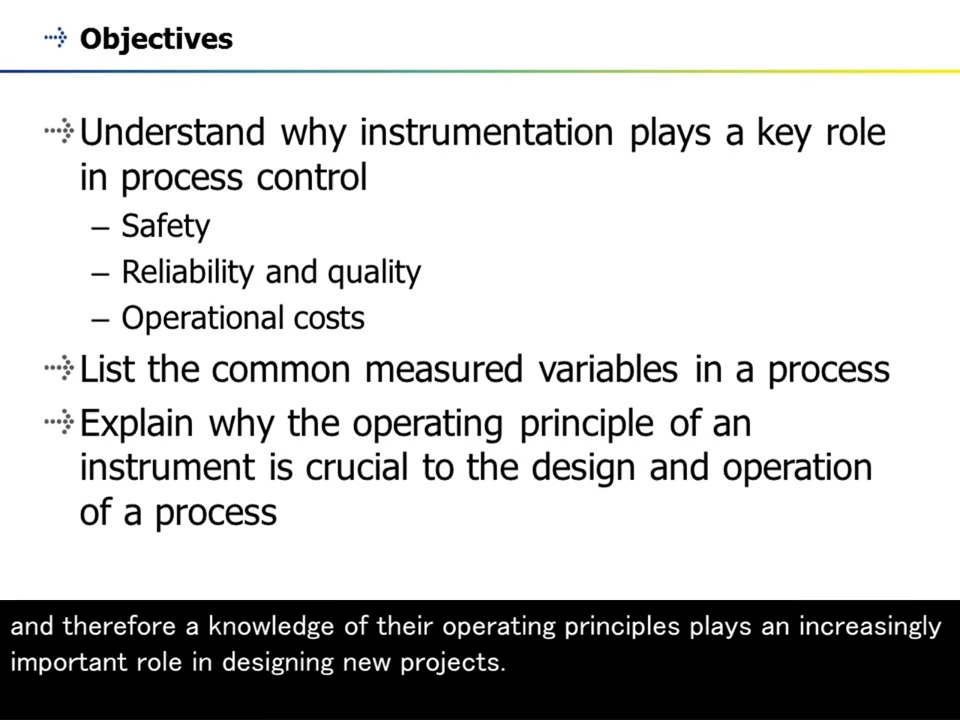 Objectives
Understand why instrumentation plays a key role
in process control
– Safety
– Reliability and quality
– Operational costs
List the common measured variables in a process
Explain why the operating principle of an
instrument is crucial to the design and operation
of a process
and therefore a knowledge of their operating principles plays an increasingly
important role in designing new projects.